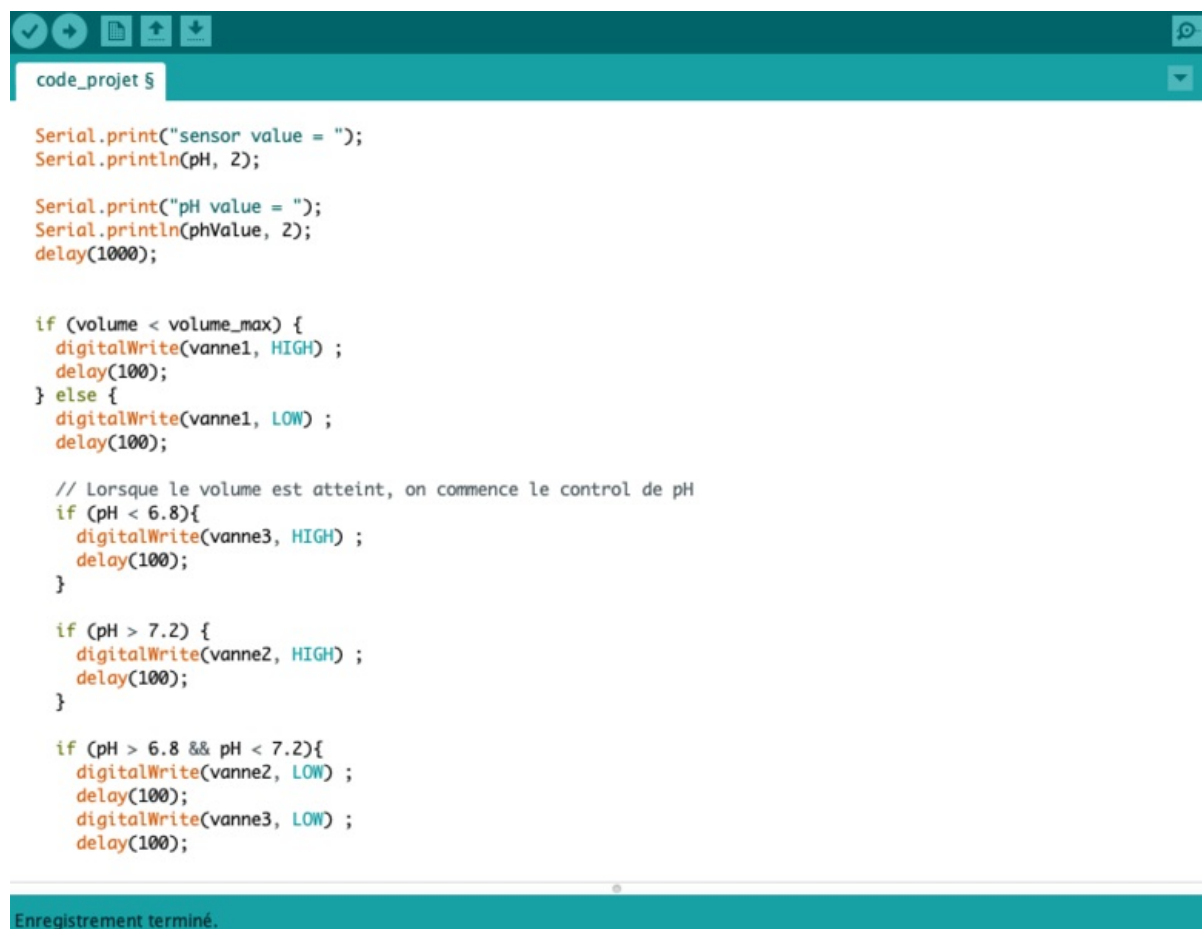 code_projet §
Serial.print("sensor value = ");
Serial.println(pH, 2);
Serial.print("pH value = ");
Serial.println(phValue, 2);
delay(1000);
if (volume < volume_max) {
digitalWrite(vanne1, HIGH) ;
delay(100);
} else {
digitalWrite(vanne1, LOW) ;
delay(100);
// Lorsque le volume est atteint, on commence le control de pH
if (pH < 6.8){
digitalWrite(vanne3, HIGH) ;
delay(100);
}
if (pH > 7.2) {
digitalWrite(vanne2, HIGH) ;
delay(100);
}
if (pH > 6.8 && pH < 7.2){
digitalWrite(vanne2, LOW) ;
delay(100);
digitalWrite(vanne3, LOW) ;
delay(100);
Enregistrement terminé.